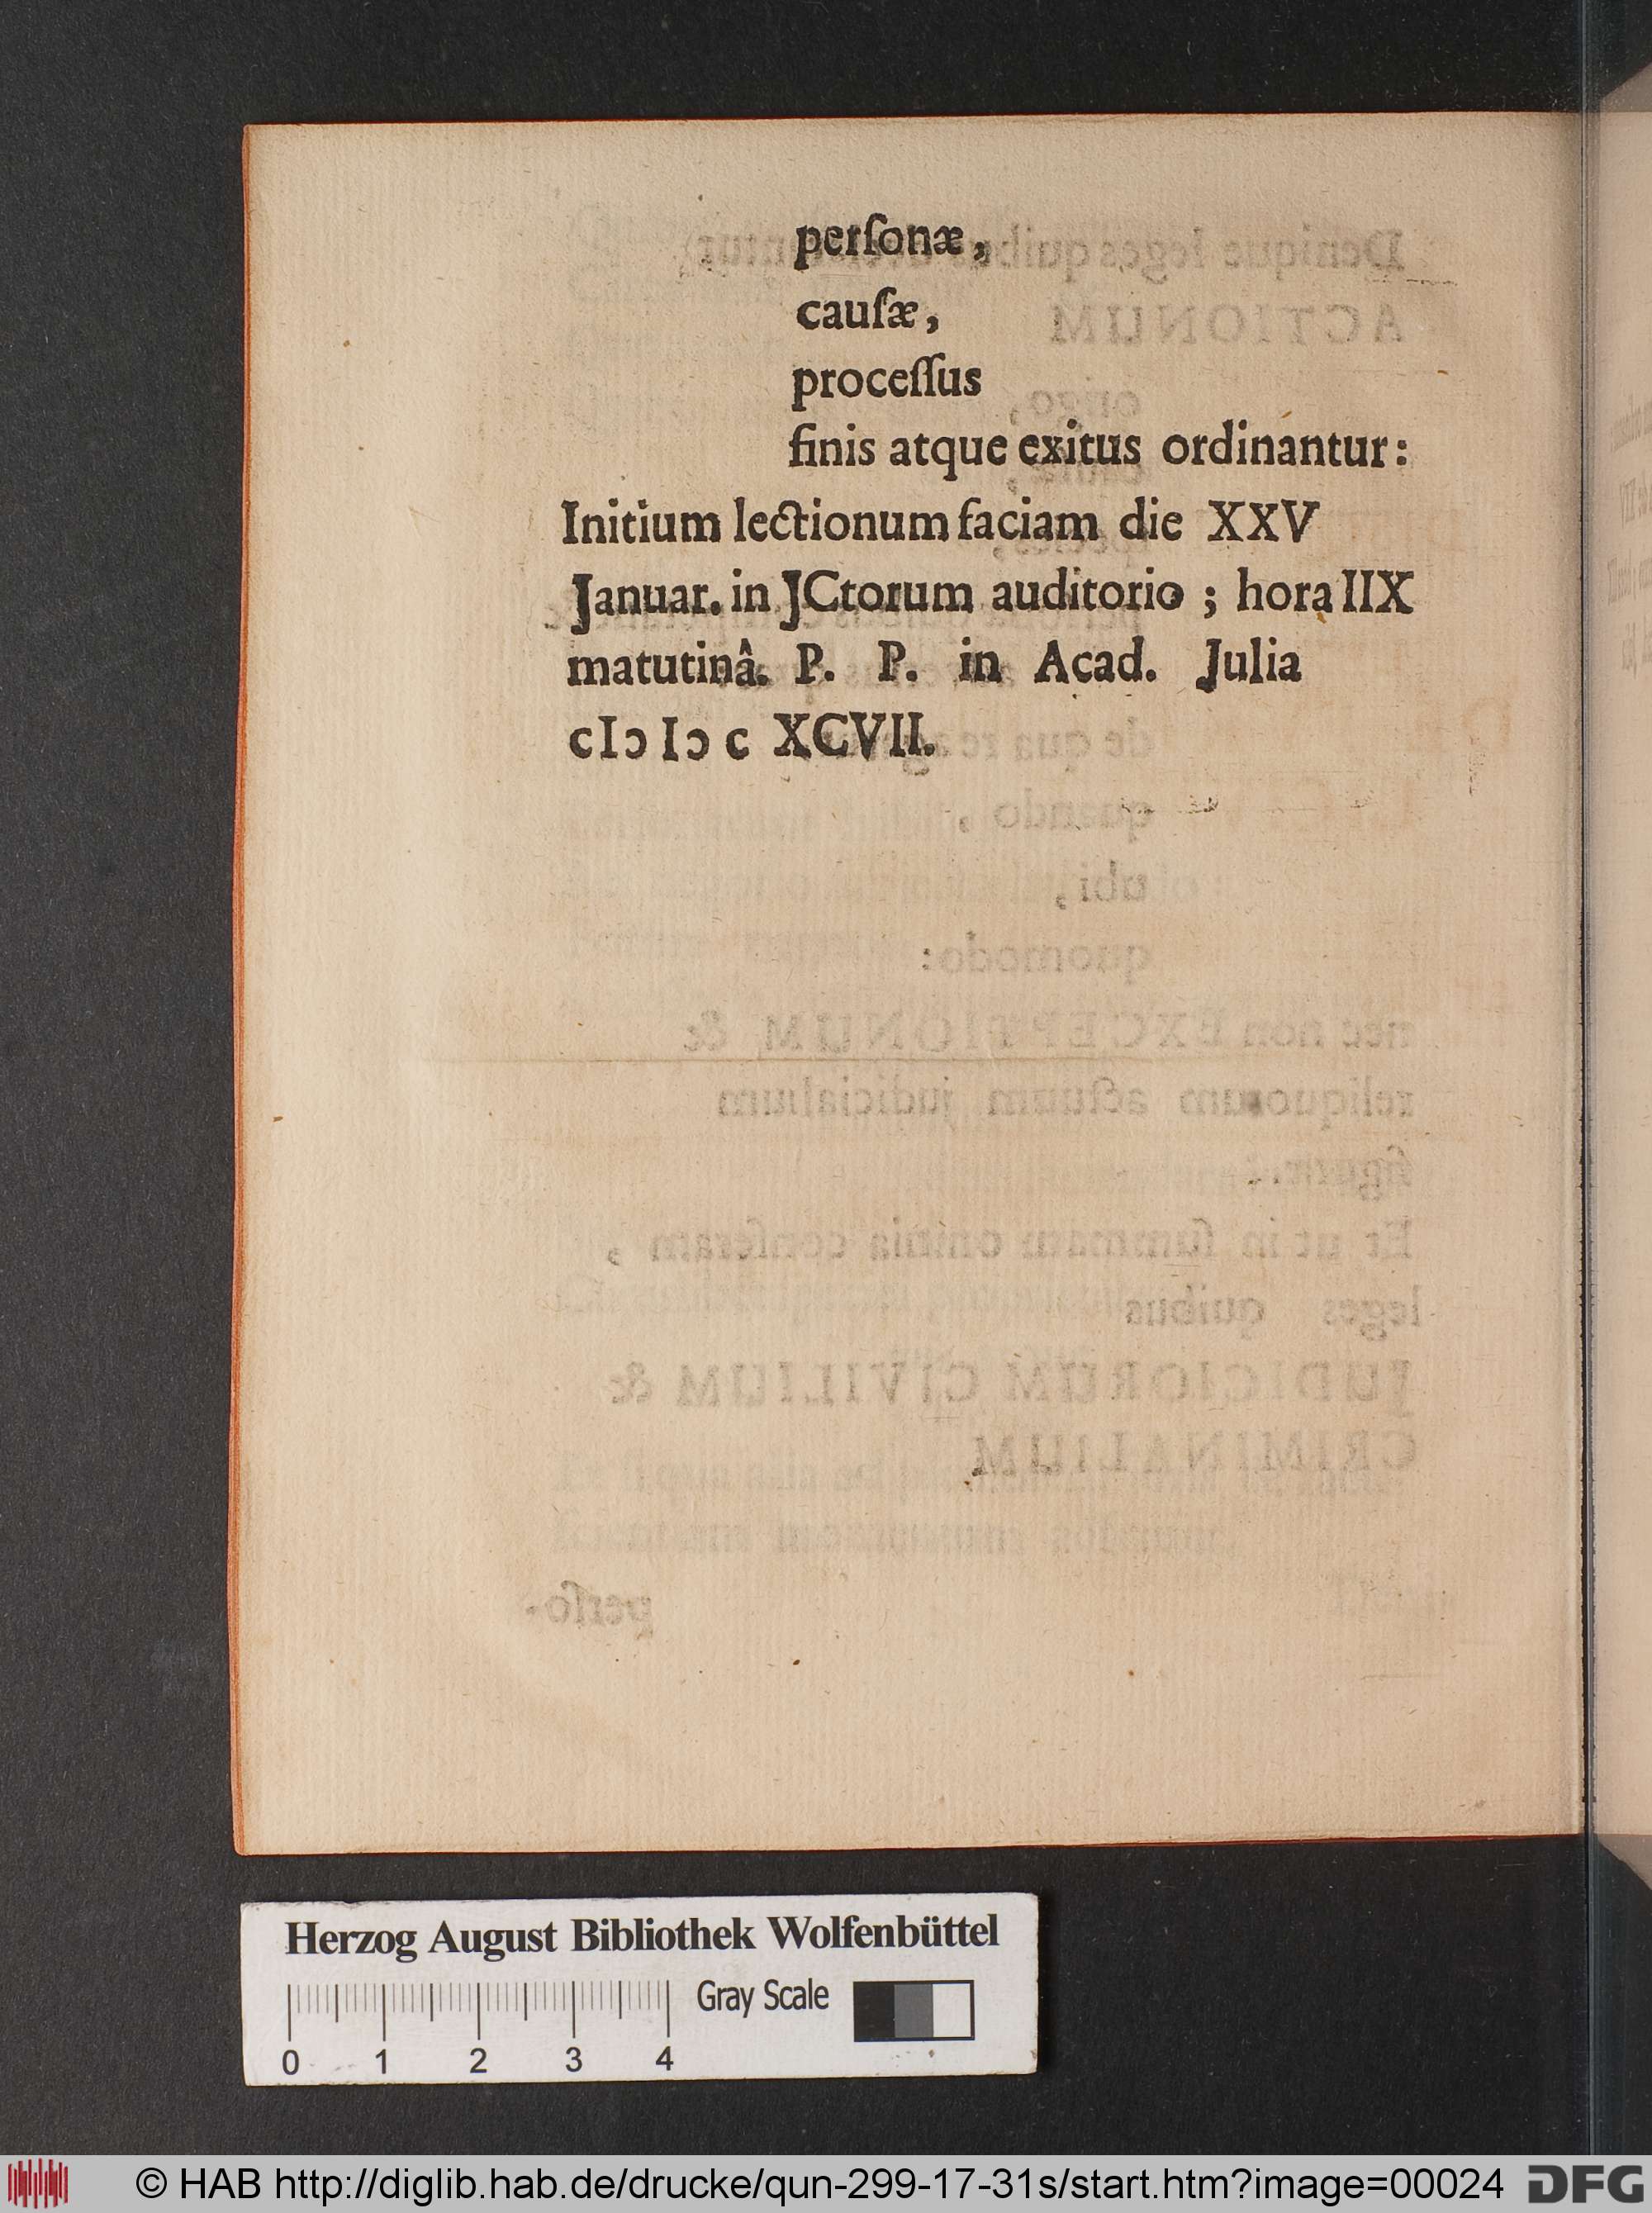 perſonæ,
cauſæ,
proceſſus
finis atque exitus ordinantur:
Initium lectionum faciam die XXV
Januar. in JCtorum auditorio ; hora IIX
matutinâ. P. P. in Acad. Julia
cIɔ Iɔ c XCVII.
Herzog August Bibliothek Wolfenbüttel
Gray Scale
0 1 2 3 4
© HAB http://diglib.hab.de/drucke/qun-299-17-31s/start.htm?image=00024 DFG